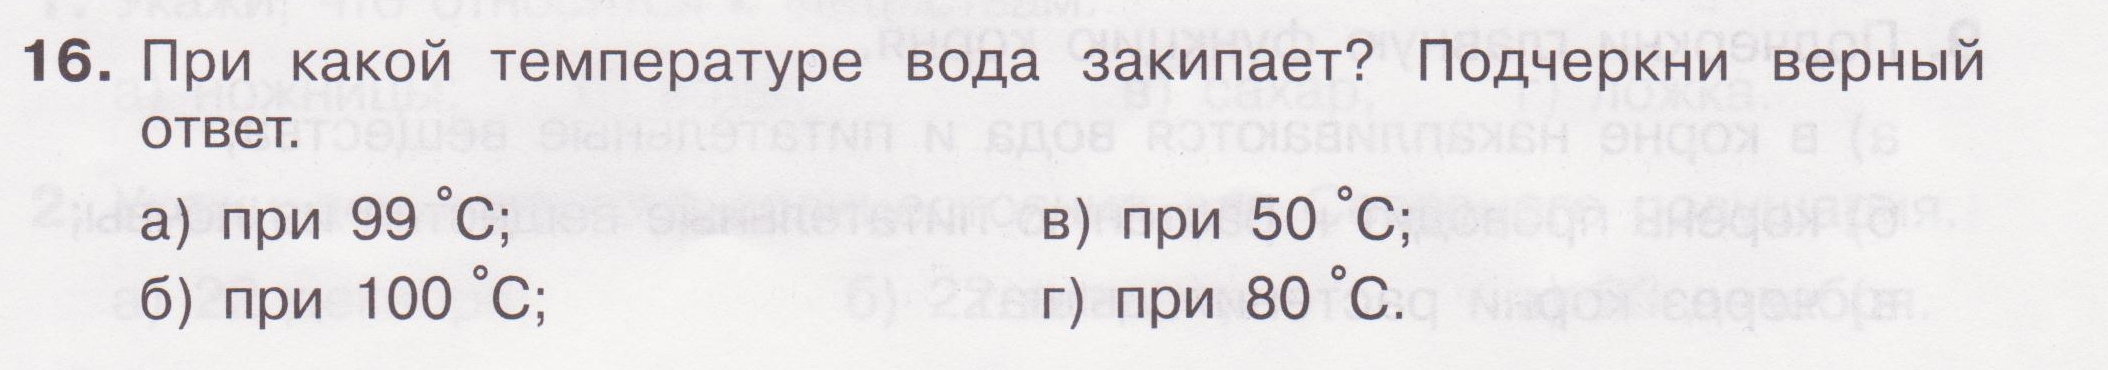 16. При какой температуре вода закипает? Подчеркни верный
ответ.
а) при 99 °С; в) при 50 °С;
б) при 100 °С; г) при 80 °С.